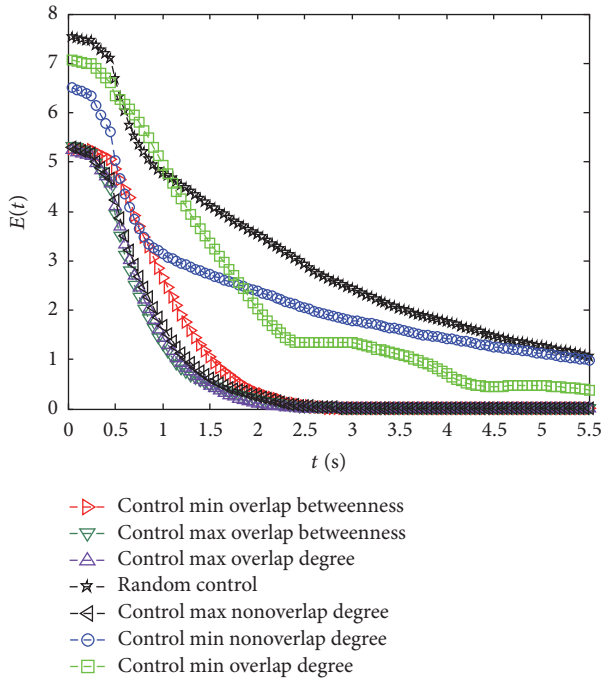 8
7
6
5
4
3
2
1
0
E(t)
0 0.5 1 1.5 2 2.5 3 3.5 4 4.5 5 5.5
t (s)
Control min overlap betweenness
Control max overlap betweenness
Control max overlap degree
Random control
Control max nonoverlap degree
Control min nonoverlap degree
Control min overlap degree